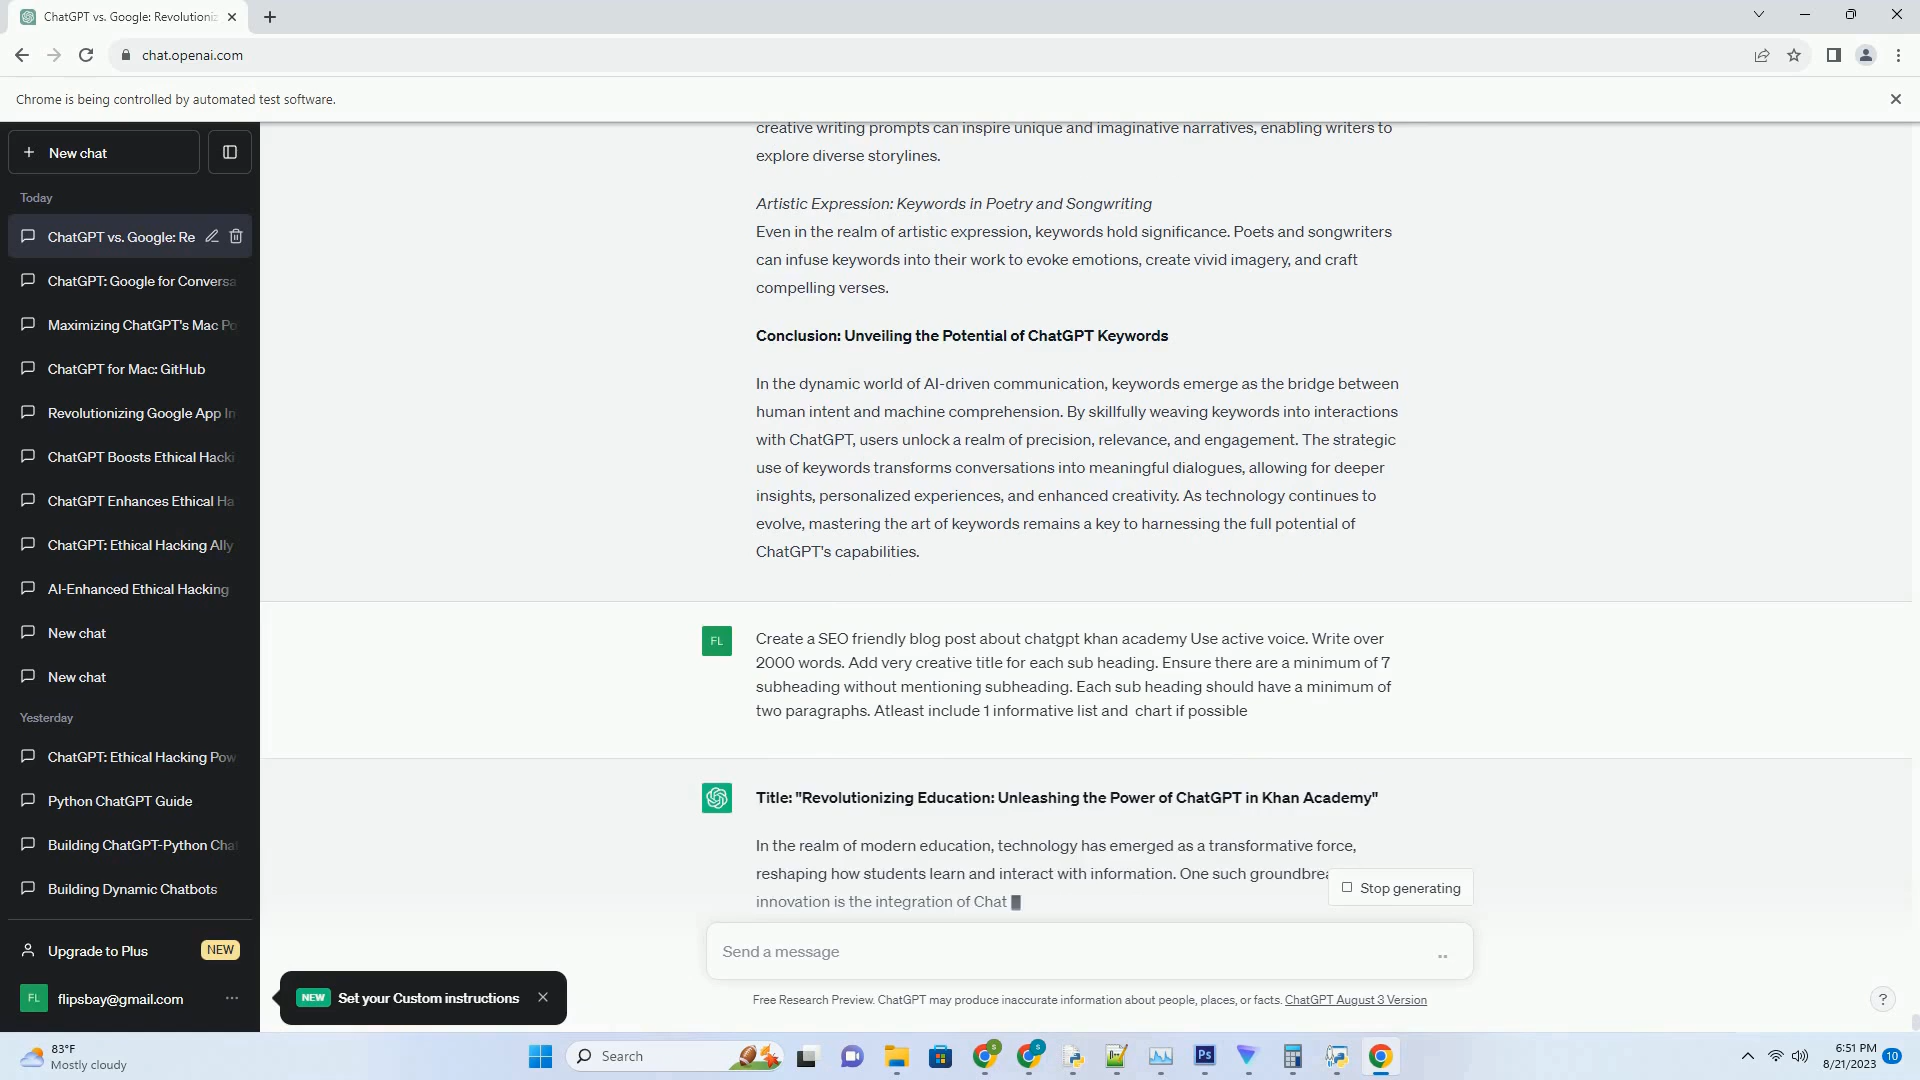 ChatGPT vs. Google: Revolutioniz
chat.openai.com
Chrome is being controlled by automated test software.
New chat
Today
ChatGPT vs. Google: Re
ChatGPT: Google for Conversa
Maximizing ChatGPT's Mac Po
ChatGPT for Mac: GitHub
Revolutionizing Google App In
ChatGPT Boosts Ethical Hacki
ChatGPT Enhances Ethical Ha
ChatGPT: Ethical Hacking Ally
AI-Enhanced Ethical Hacking
New chat
New chat
Yesterday
ChatGPT: Ethical Hacking Pow
Python ChatGPT Guide
Building ChatGPT-Python Cha
Building Dynamic Chatbots
Upgrade to Plus NEW
FL flipsbay@gmail.com
NEW Set your Custom instructions
creative writing prompts can inspire unique and imaginative narratives, enabling writers to
explore diverse storylines.
Artistic Expression: Keywords in Poetry and Songwriting
Even in the realm of artistic expression, keywords hold significance. Poets and songwriters
can infuse keywords into their work to evoke emotions, create vivid imagery, and craft
compelling verses.
Conclusion: Unveiling the Potential of ChatGPT Keywords
In the dynamic world of AI-driven communication, keywords emerge as the bridge between
human intent and machine comprehension. By skillfully weaving keywords into interactions
with ChatGPT, users unlock a realm of precision, relevance, and engagement. The strategic
use of keywords transforms conversations into meaningful dialogues, allowing for deeper
insights, personalized experiences, and enhanced creativity. As technology continues to
evolve, mastering the art of keywords remains a key to harnessing the full potential of
ChatGPT's capabilities.
FL
Create a SEO friendly blog post about chatgpt khan academy Use active voice. Write over
2000 words. Add very creative title for each sub heading. Ensure there are a minimum of 7
subheading without mentioning subheading. Each sub heading should have a minimum of
two paragraphs. Atleast include 1 informative list and chart if possible
Title: "Revolutionizing Education: Unleashing the Power of ChatGPT in Khan Academy"
In the realm of modern education, technology has emerged as a transformative force,
reshaping how students learn and interact with information. One such groundbrea
innovation is the integration of Chat
Stop generating
Send a message
Free Research Preview. ChatGPT may produce inaccurate information about people, places, or facts. ChatGPT August 3 Version
?
83°F
Mostly cloudy
Search
S
S
Ps
6:51 PM
8/21/2023
10